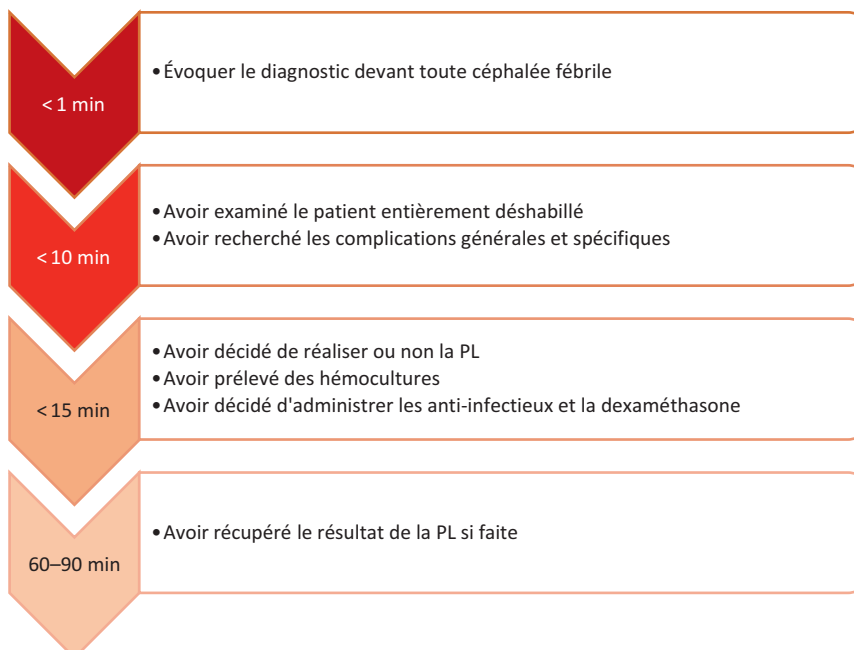 < 1 min
•Évoquer le diagnostic devant toute céphalée fébrile
< 10 min
•Avoir examiné le patient entièrement déshabillé
•Avoir recherché les complications générales et spécifiques
< 15 min
•Avoir décidé de réaliser ou non la PL
•Avoir prélevé des hémocultures
•Avoir décidé d'administrer les anti-infectieux et la dexaméthasone
60–90 min
•Avoir récupéré le résultat de la PL si faite